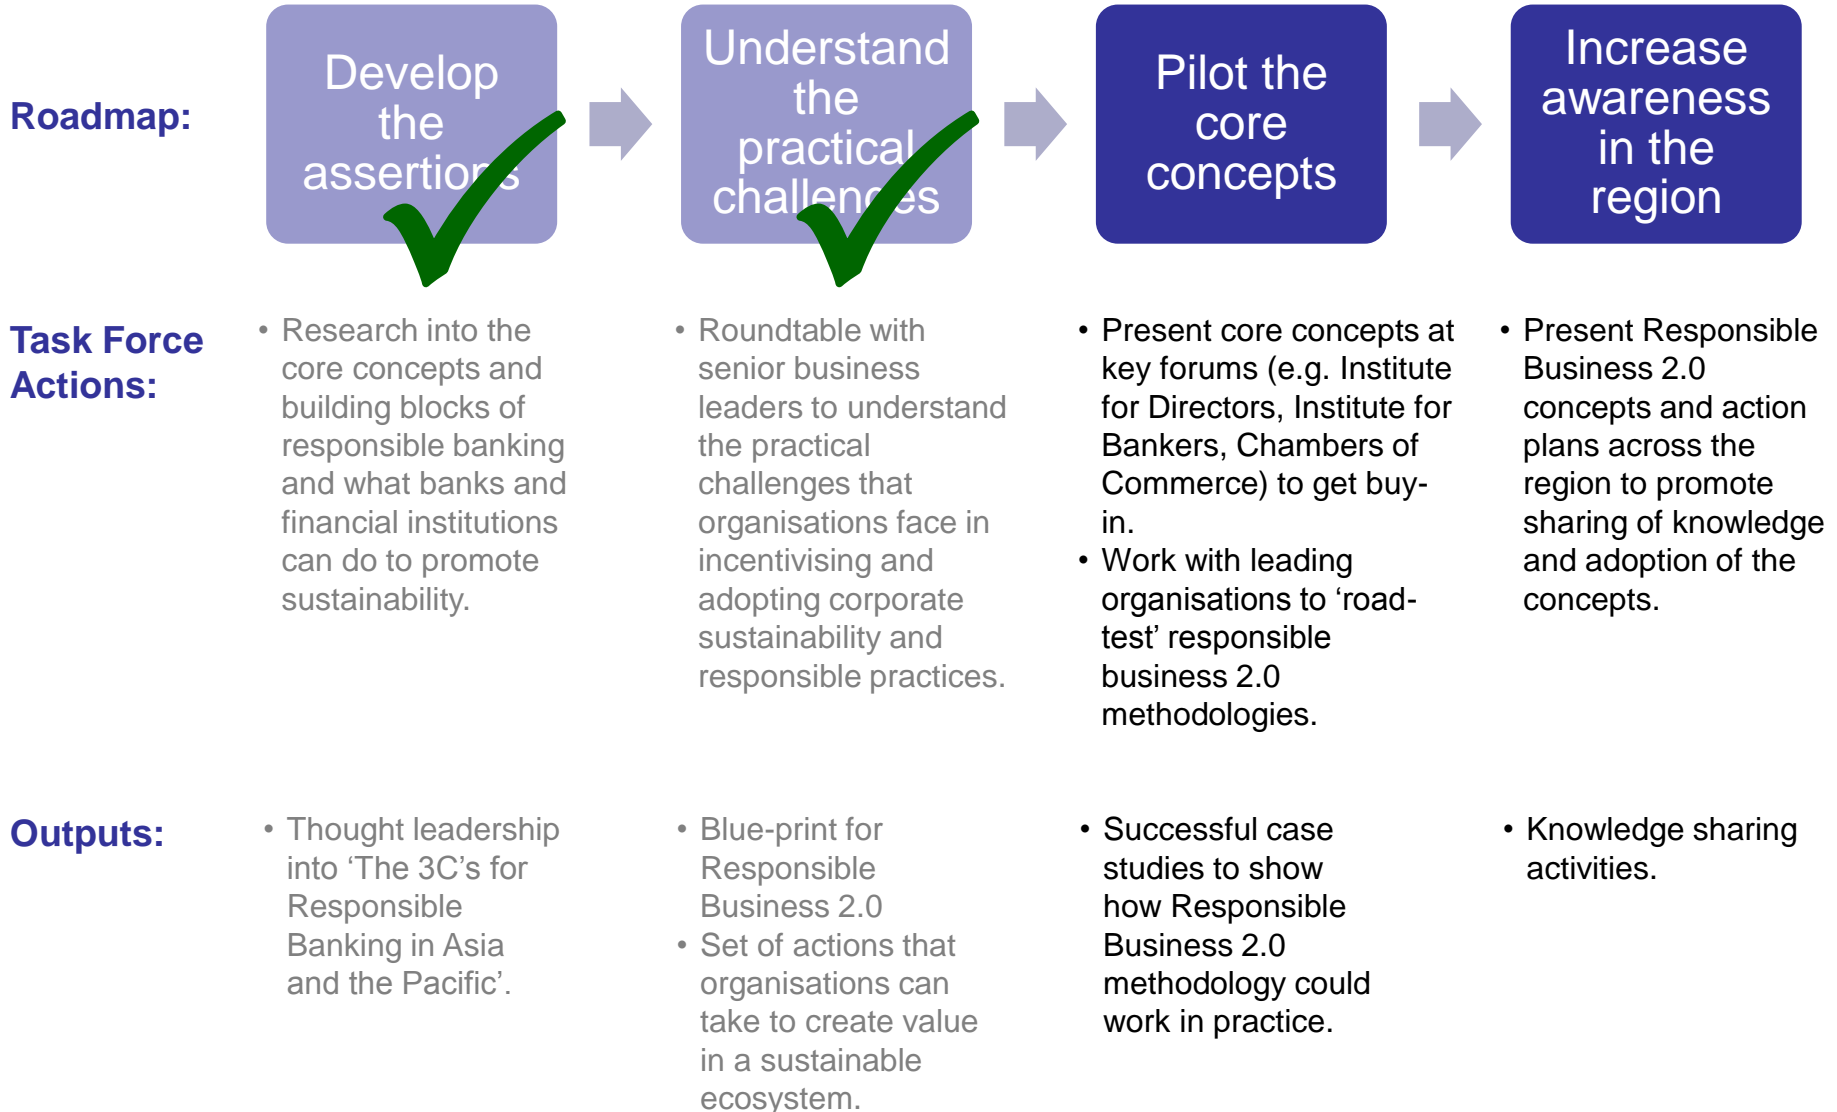 Roadmap:
Develop
the
assertions
Understand
the
practical
challenges
Pilot the
core
concepts
Increase
awareness
in the
region
Task Force
Actions:
• Research into the
core concepts and
building blocks of
responsible banking
and what banks and
financial institutions
can do to promote
sustainability.
• Roundtable with
senior business
leaders to understand
the practical
challenges that
organisations face in
incentivising and
adopting corporate
sustainability and
responsible practices.
• Present core concepts at
key forums (e.g. Institute
for Directors, Institute for
Bankers, Chambers of
Commerce) to get buy-
in.
• Work with leading
organisations to ‘road-
test’ responsible
business 2.0
methodologies.
• Present Responsible
Business 2.0
concepts and action
plans across the
region to promote
sharing of knowledge
and adoption of the
concepts.
Outputs:
• Thought leadership
into ‘The 3C’s for
Responsible
Banking in Asia
and the Pacific’.
• Blue-print for
Responsible
Business 2.0
• Set of actions that
organisations can
take to create value
in a sustainable
ecosystem.
• Successful case
studies to show
how Responsible
Business 2.0
methodology could
work in practice.
• Knowledge sharing
activities.